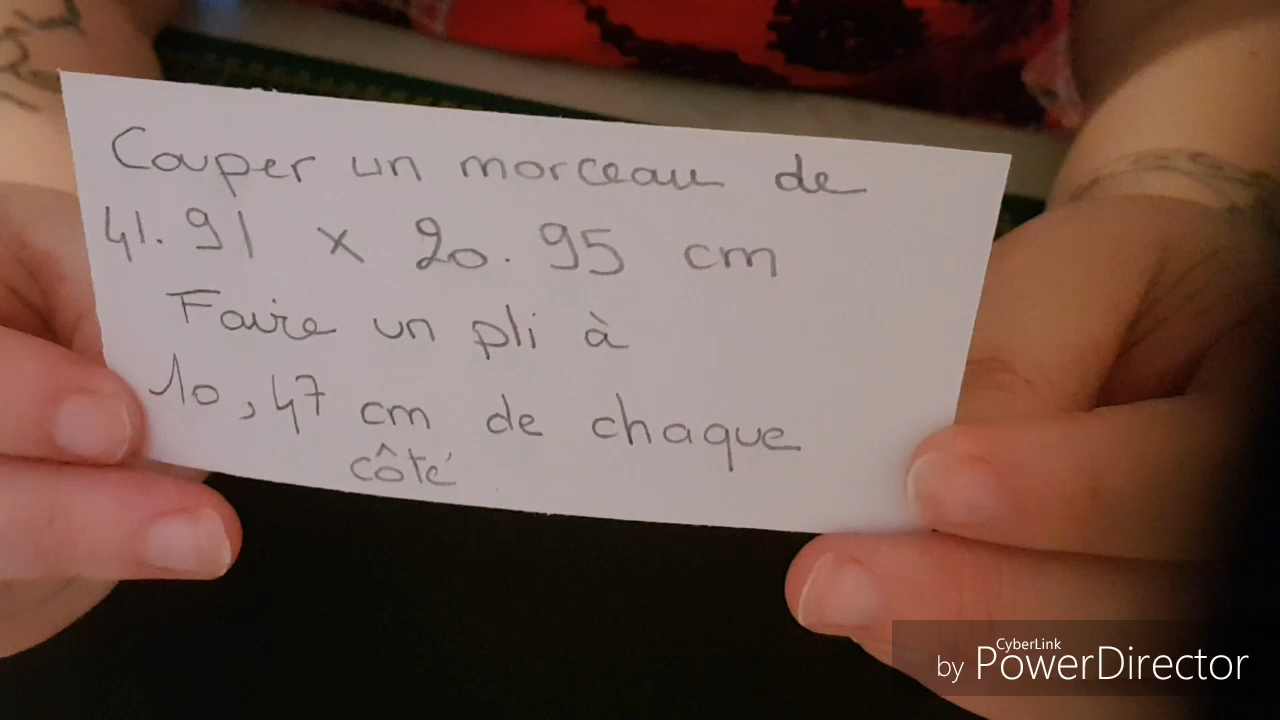 Couper un morceau de
41.91 x 20.95 cm
Faire un pli à
10,47 cm de chaque
côté
CyberLink
by PowerDirector